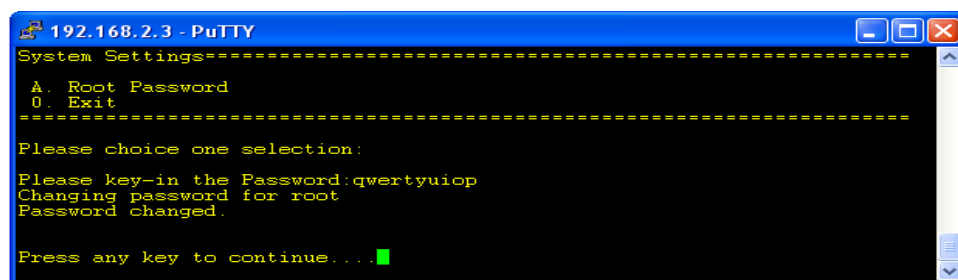 192.168.2.3 - PuTTY
System Settings=========================================================
A. Root Password
0. Exit
========================================================================
Please choice one selection:
Please key-in the Password:qwertyuiop
Changing password for root
Password changed.
Press any key to continue....